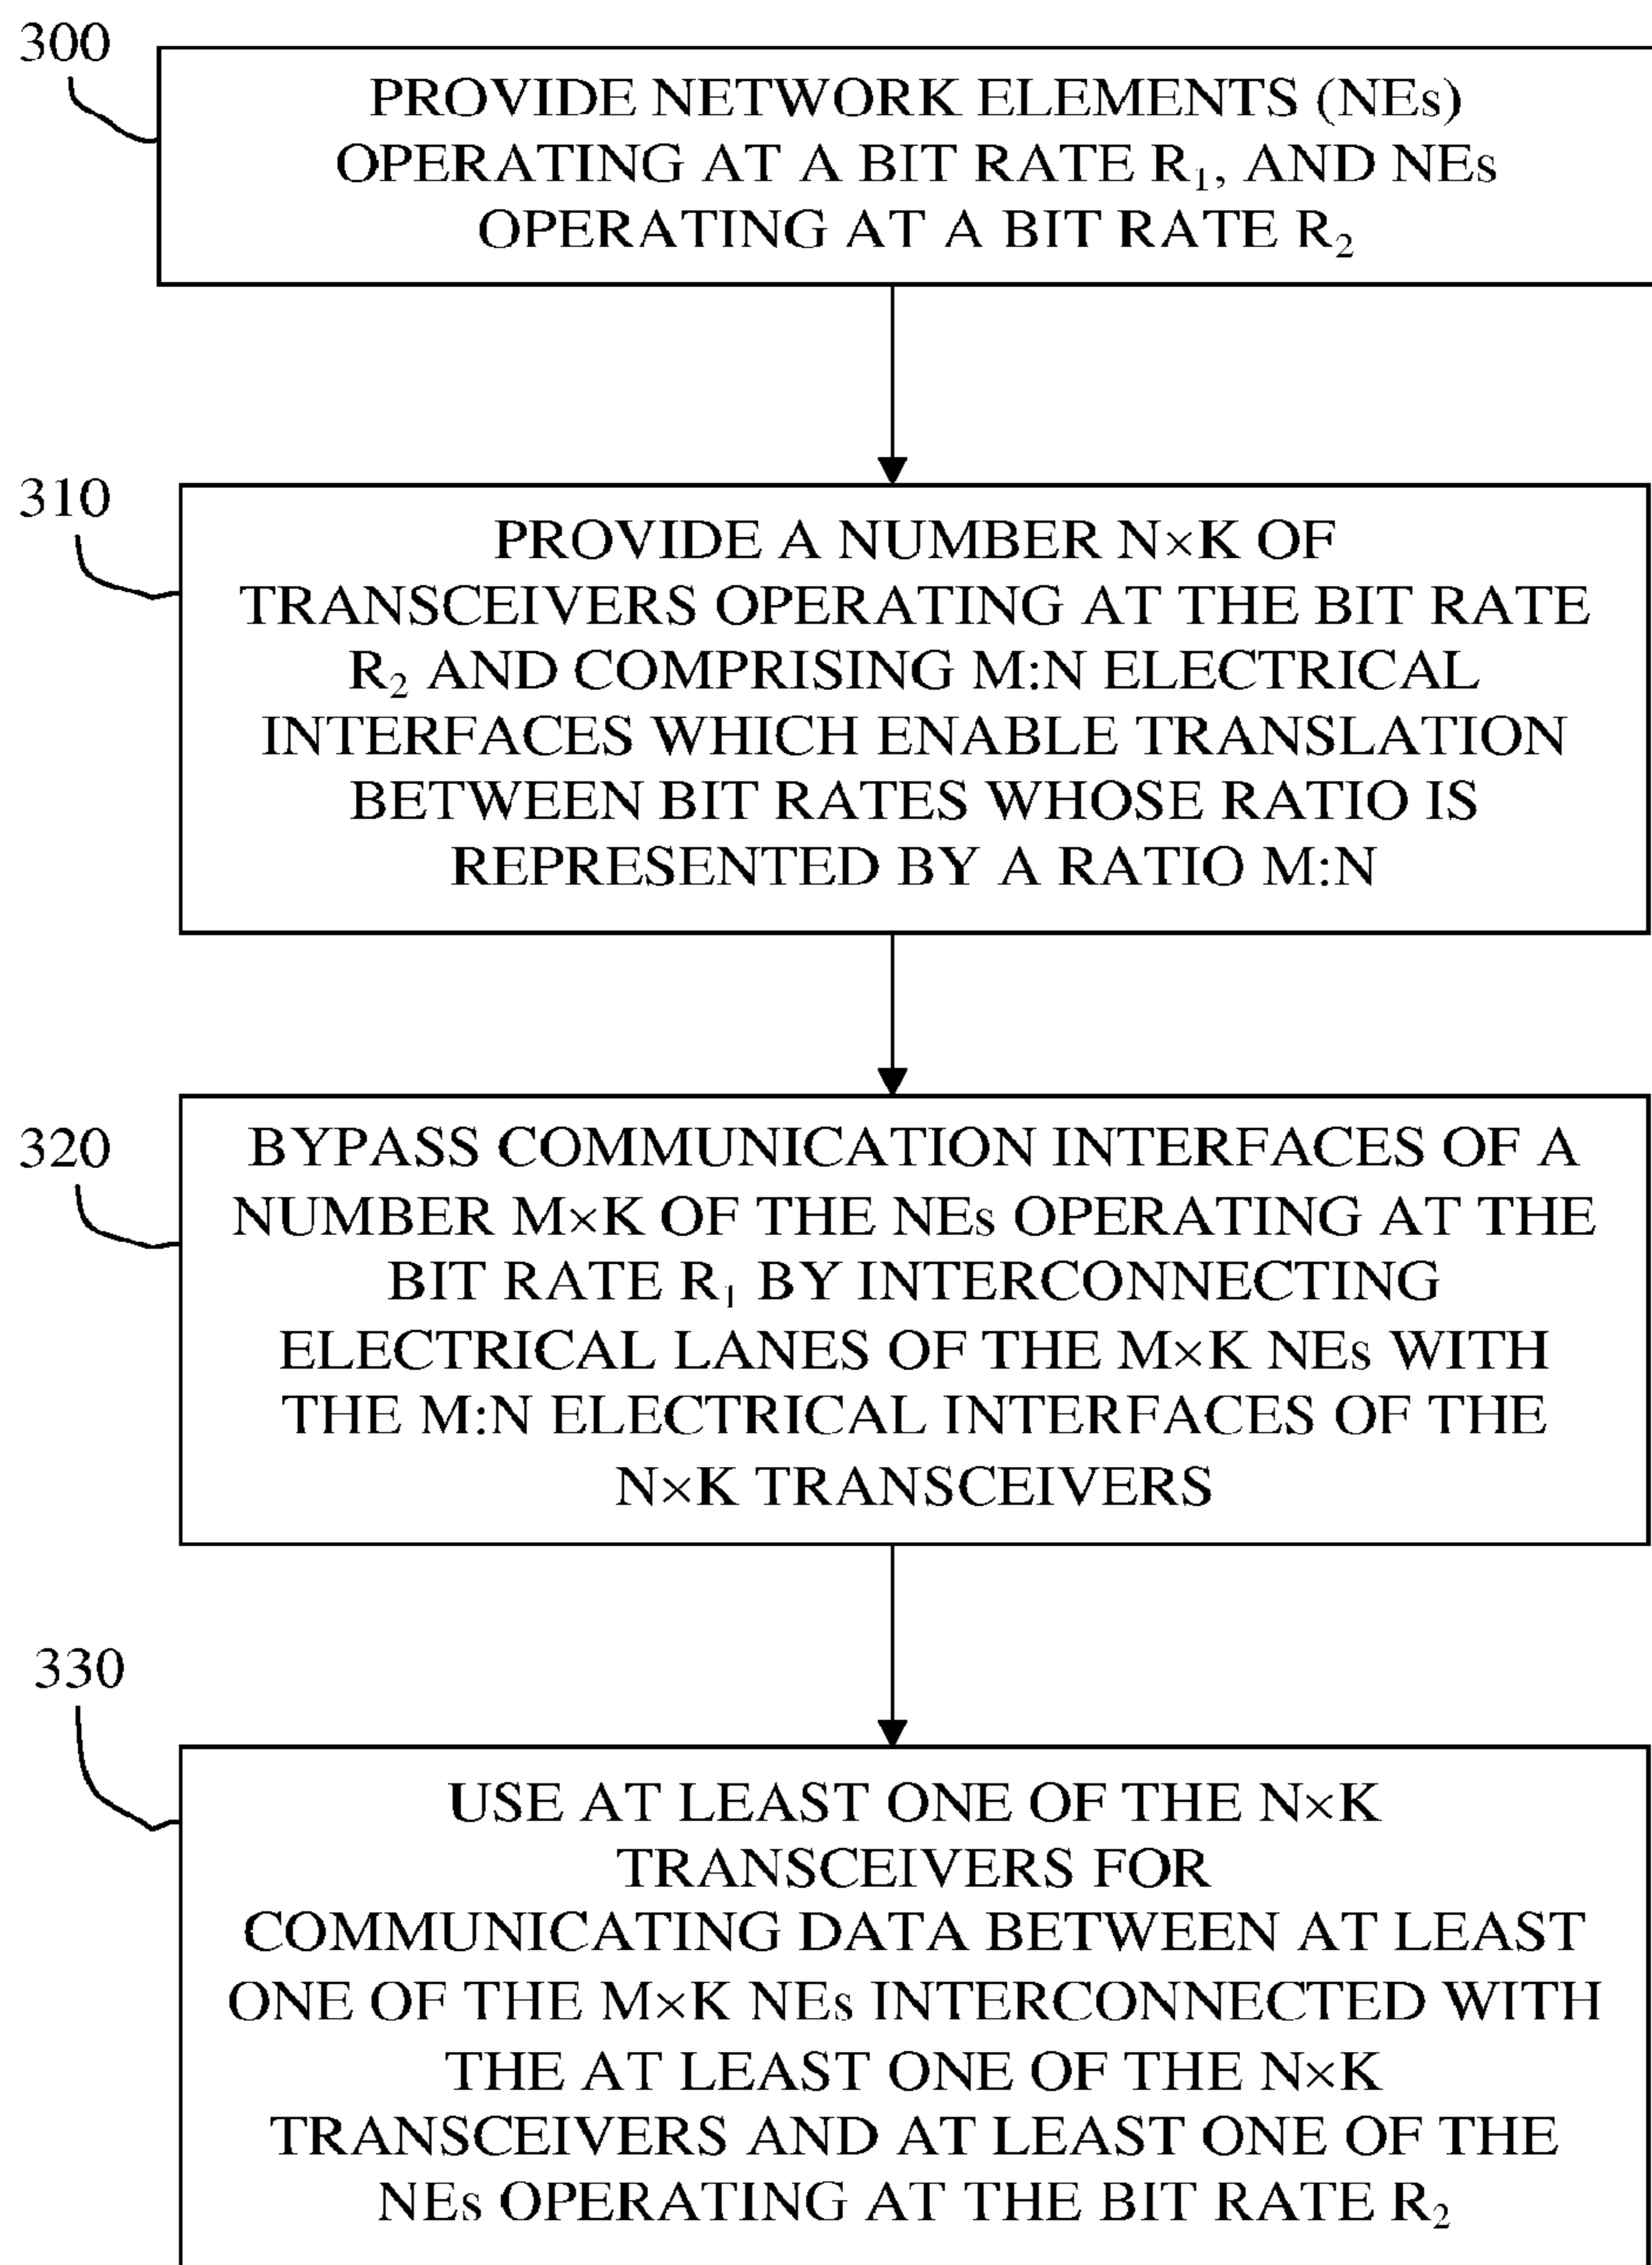 300
PROVIDE NETWORK ELEMENTS (NEs)
OPERATING AT A BIT RATE R₁, AND NEs
OPERATING AT A BIT RATE R₂
310
PROVIDE A NUMBER N×K OF
TRANSCEIVERS OPERATING AT THE BIT RATE
R₂ AND COMPRISING M:N ELECTRICAL
INTERFACES WHICH ENABLE TRANSLATION
BETWEEN BIT RATES WHOSE RATIO IS
REPRESENTED BY A RATIO M:N
320
BYPASS COMMUNICATION INTERFACES OF A
NUMBER M×K OF THE NEs OPERATING AT THE
BIT RATE R₁ BY INTERCONNECTING
ELECTRICAL LANES OF THE M×K NEs WITH
THE M:N ELECTRICAL INTERFACES OF THE
N×K TRANSCEIVERS
330
USE AT LEAST ONE OF THE N×K
TRANSCEIVERS FOR
COMMUNICATING DATA BETWEEN AT LEAST
ONE OF THE M×K NEs INTERCONNECTED WITH
THE AT LEAST ONE OF THE N×K
TRANSCEIVERS AND AT LEAST ONE OF THE
NEs OPERATING AT THE BIT RATE R₂